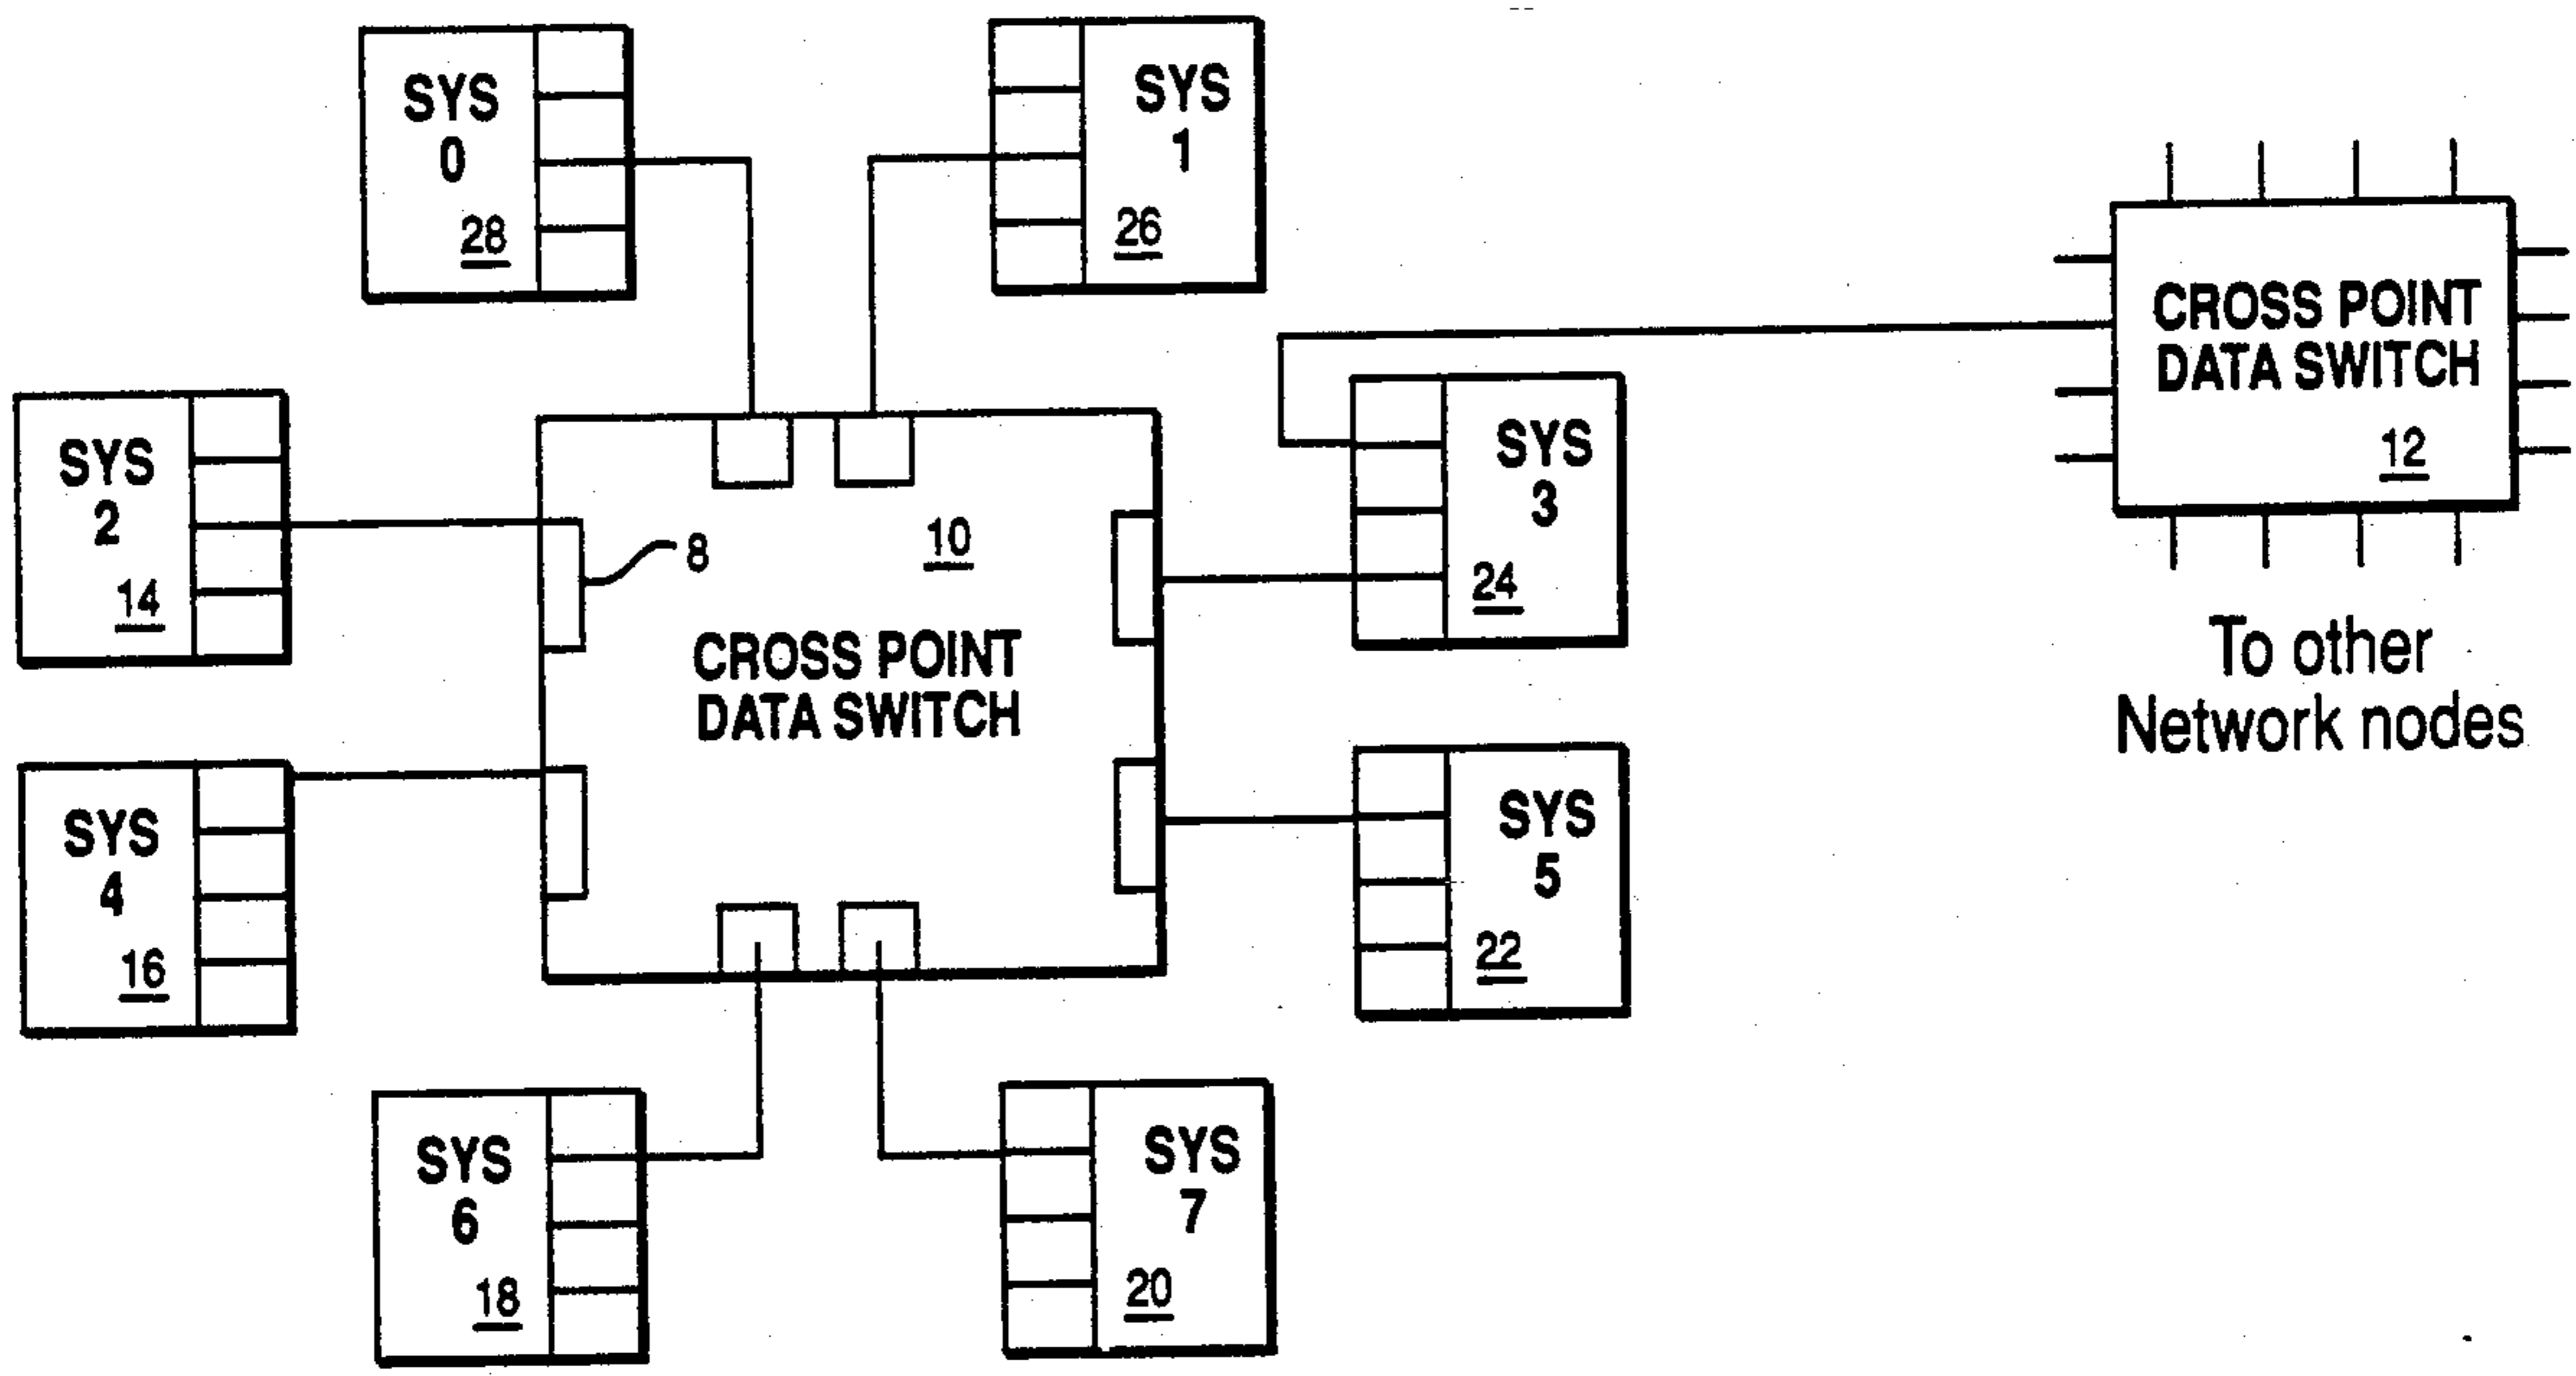 SYS
0
28
SYS
1
26
SYS
2
14
8
10
CROSS POINT
DATA SWITCH
SYS
3
24
CROSS POINT
DATA SWITCH
12
To other
Network nodes
SYS
4
16
SYS
5
22
SYS
6
18
SYS
7
20